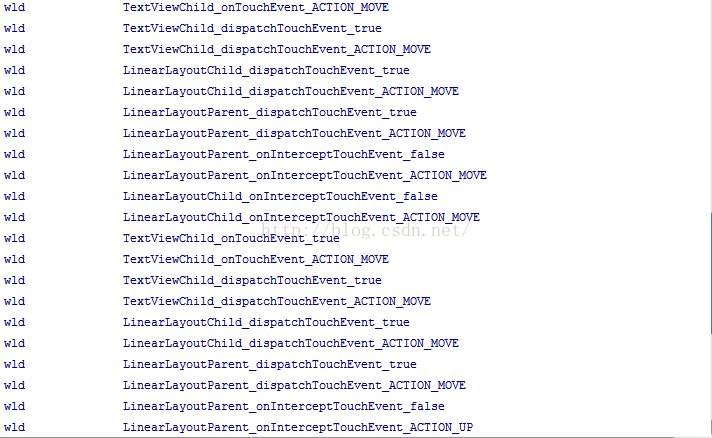 wld TextViewChild_onTouchEvent_ACTION_MOVE
wld TextViewChild_dispatchTouchEvent_true
wld TextViewChild_dispatchTouchEvent_ACTION_MOVE
wld LinearLayoutChild_dispatchTouchEvent_true
wld LinearLayoutChild_dispatchTouchEvent_ACTION_MOVE
wld LinearLayoutParent_dispatchTouchEvent_true
wld LinearLayoutParent_dispatchTouchEvent_ACTION_MOVE
wld LinearLayoutParent_onInterceptTouchEvent_false
wld LinearLayoutParent_onInterceptTouchEvent_ACTION_MOVE
wld LinearLayoutChild_onInterceptTouchEvent_false
wld LinearLayoutChild_onInterceptTouchEvent_ACTION_MOVE
http://blog.csdn.net/
wld TextViewChild_onTouchEvent_true
wld TextViewChild_onTouchEvent_ACTION_MOVE
wld TextViewChild_dispatchTouchEvent_true
wld TextViewChild_dispatchTouchEvent_ACTION_MOVE
wld LinearLayoutChild_dispatchTouchEvent_true
wld LinearLayoutChild_dispatchTouchEvent_ACTION_MOVE
wld LinearLayoutParent_dispatchTouchEvent_true
wld LinearLayoutParent_dispatchTouchEvent_ACTION_MOVE
wld LinearLayoutParent_onInterceptTouchEvent_false
wld LinearLayoutParent_onInterceptTouchEvent_ACTION_UP